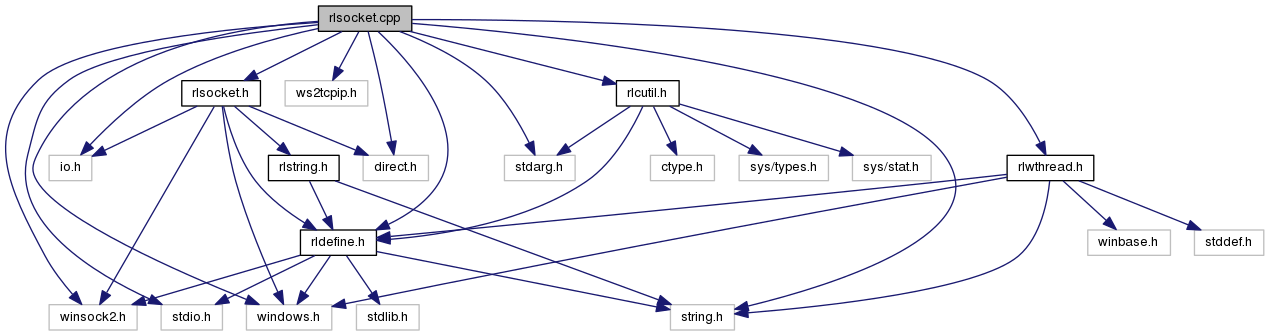 rlsocket.cpp
rlsocket.h
ws2tcpip.h
rlcutil.h
io.h
rlstring.h
direct.h
stdarg.h
ctype.h
sys/types.h
sys/stat.h
rlwthread.h
rldefine.h
winbase.h
stddef.h
winsock2.h
stdio.h
windows.h
stdlib.h
string.h